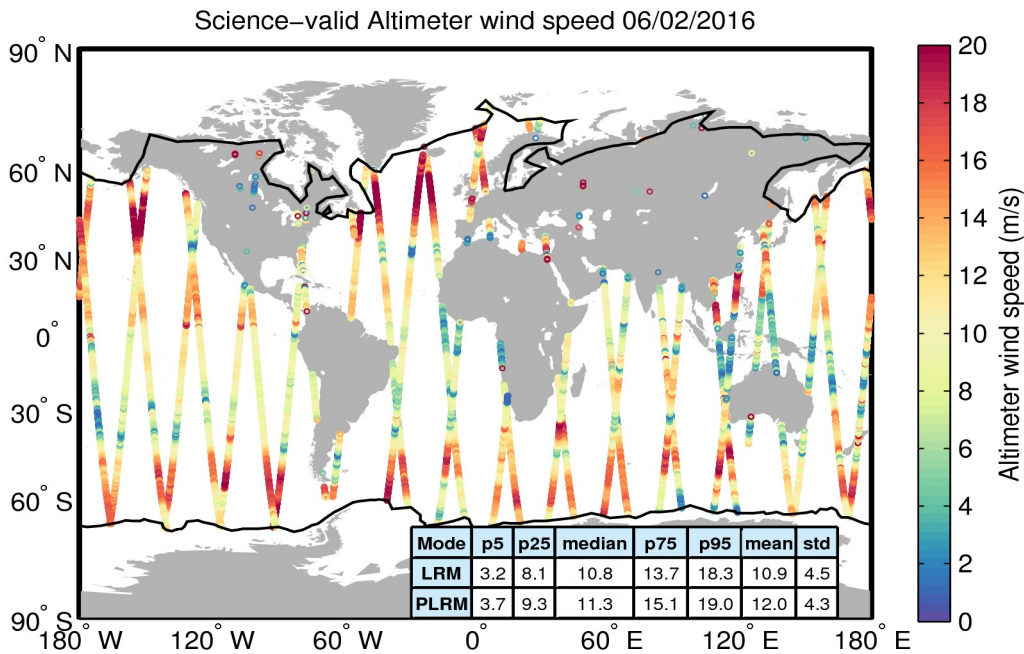 Science-valid Altimeter wind speed 06/02/2016
90° N
60° N
30° N
0°
30° S
60° S
90° S
180° W
120° W
60° W
0°
60° E
120° E
180° E
Mode p5 p25 median p75 p95 mean std
LRM 3.2 8.1 10.8 13.7 18.3 10.9 4.5
PLRM 3.7 9.3 11.3 15.1 19.0 12.0 4.3
20
18
16
14
12
10
8
6
4
2
0
Altimeter wind speed (m/s)